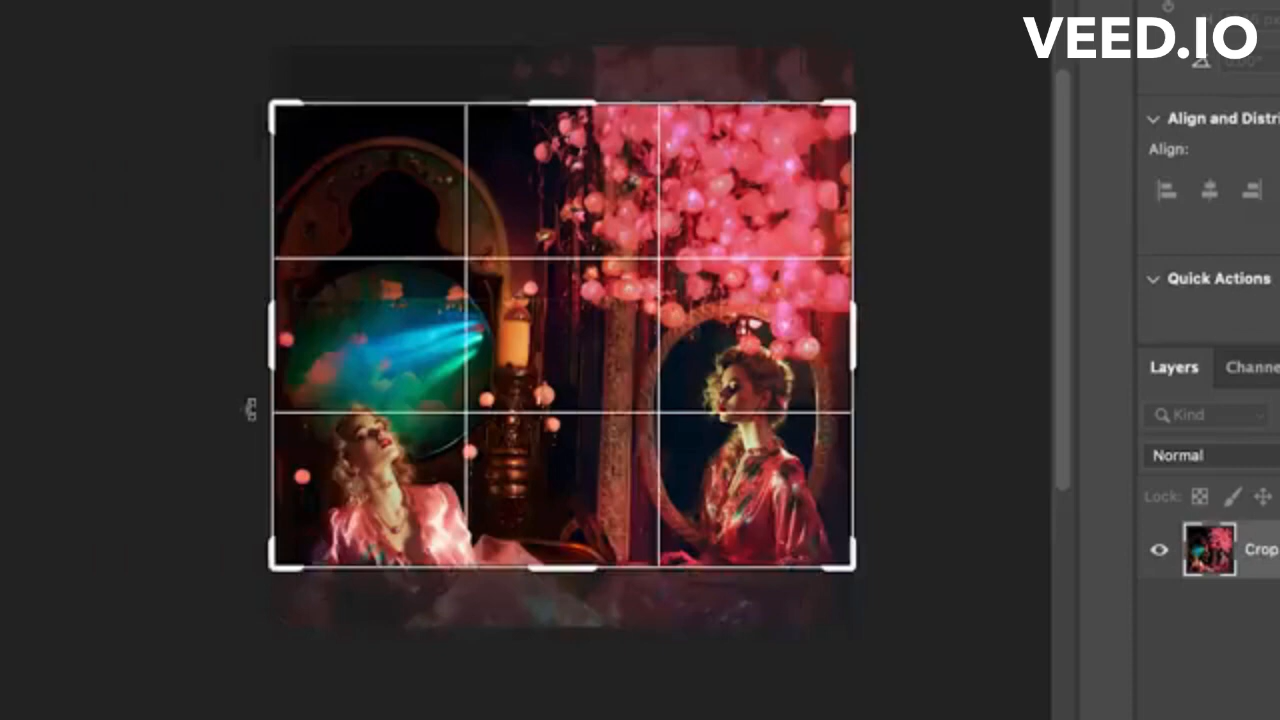 VEED.IO
Align and Distri
Align:
Quick Actions
Layers
Channe
Kind
Normal
Lock:
Crop